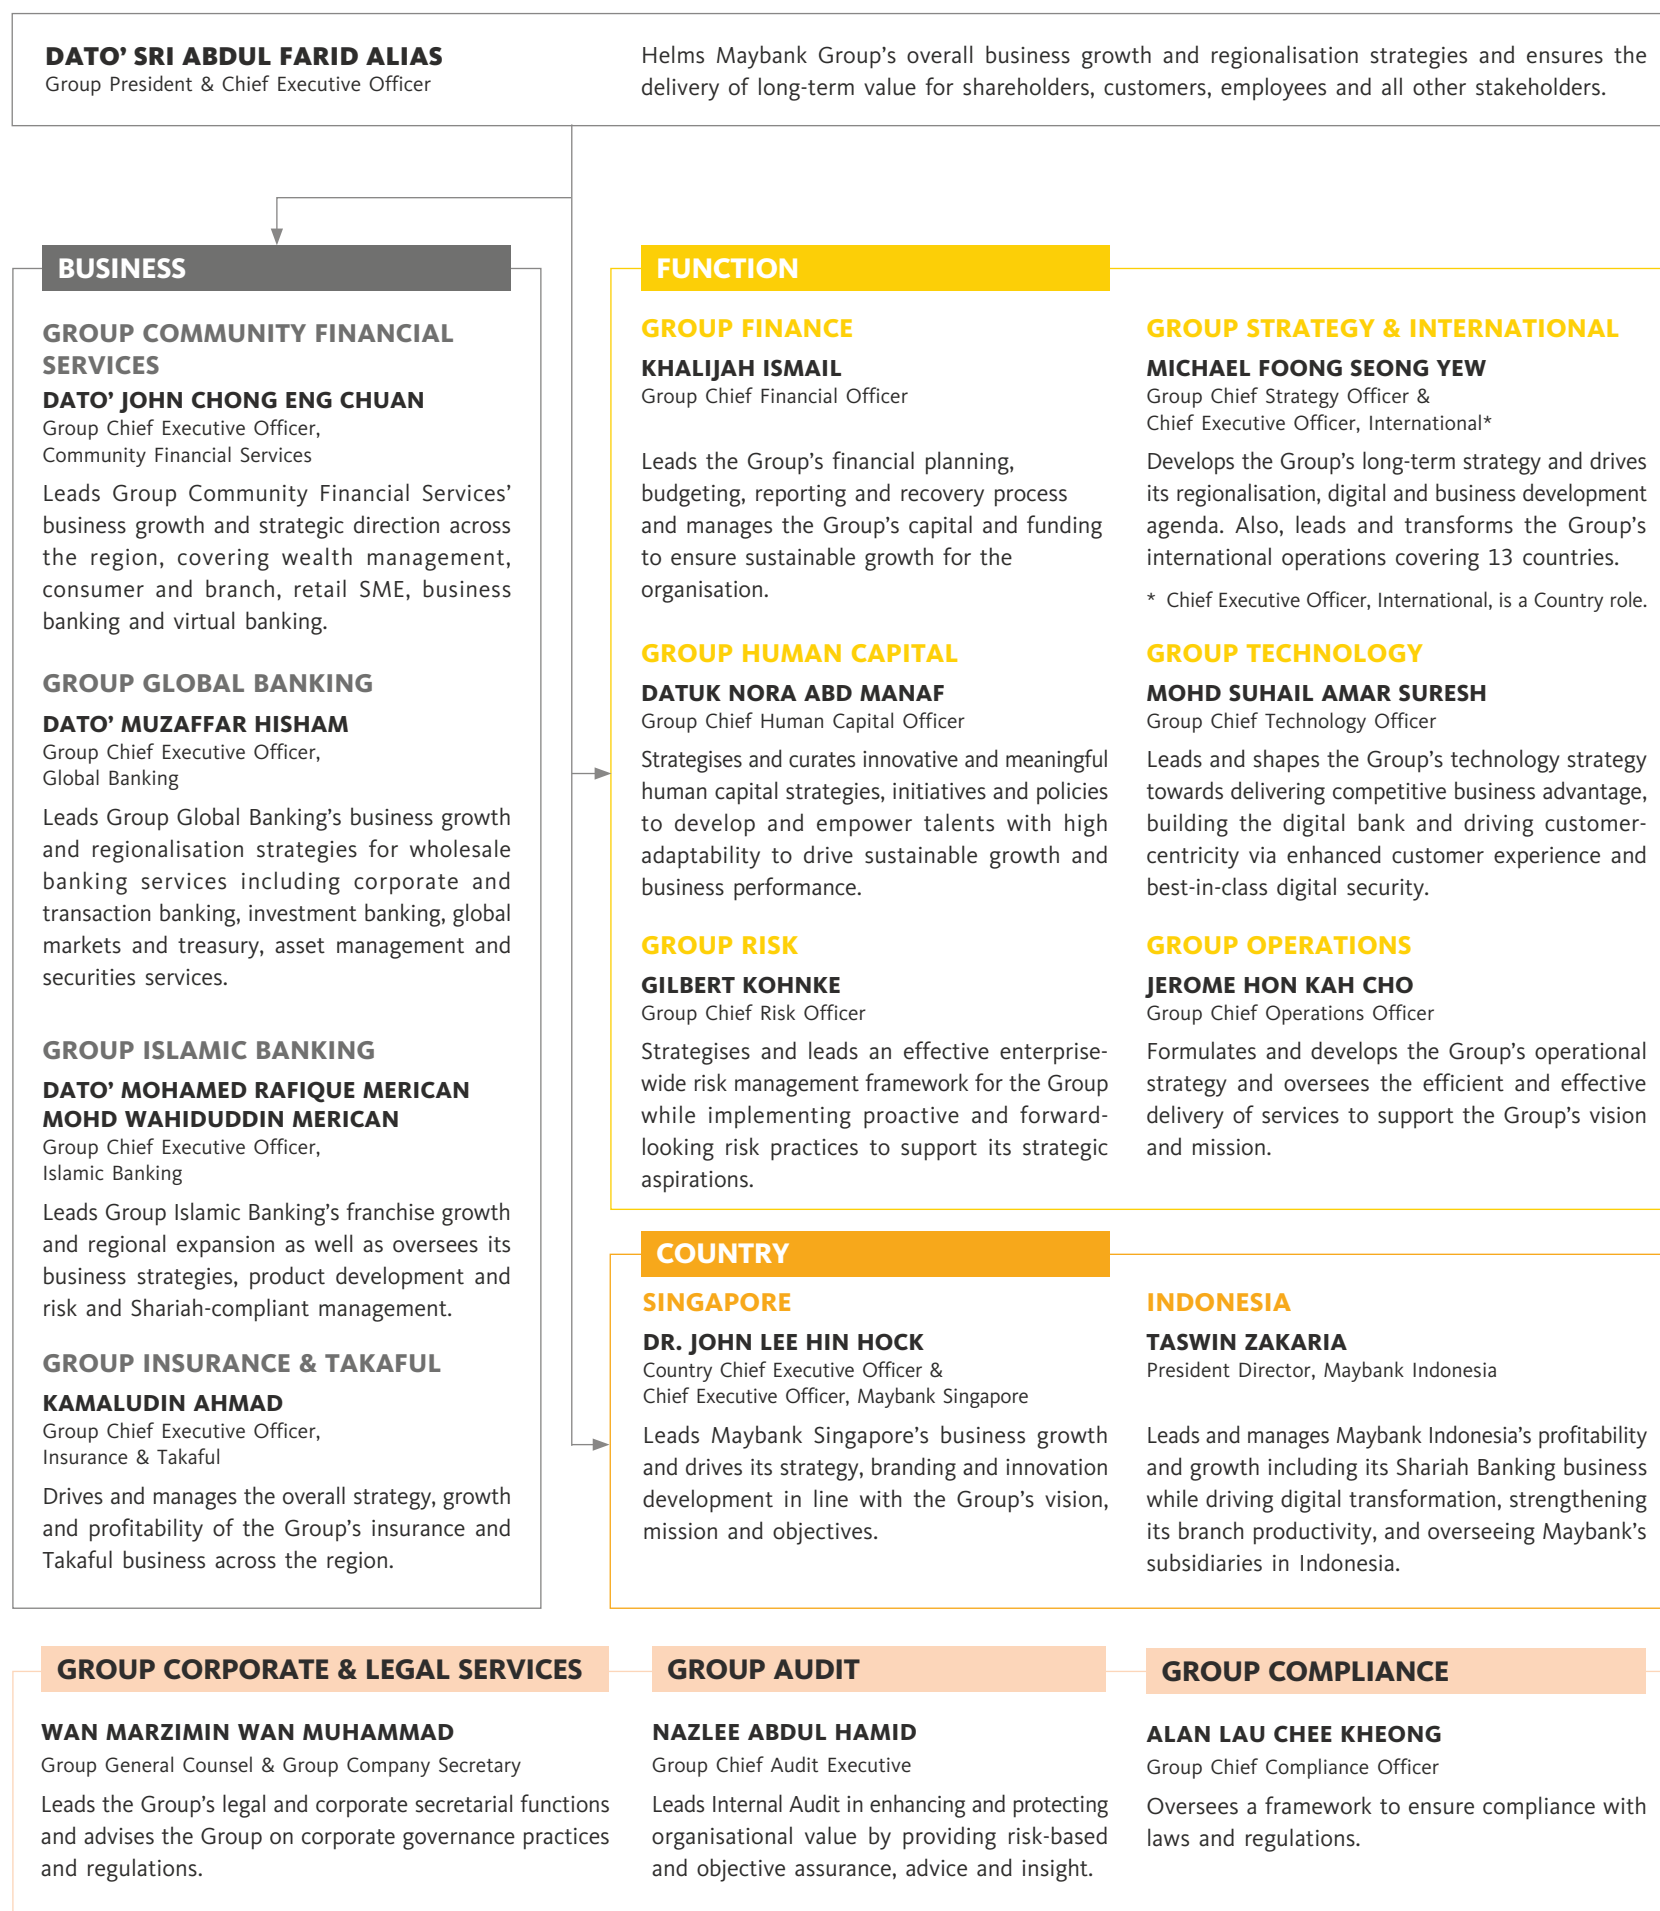 DATO’ SRI ABDUL FARID ALIAS
Group President & Chief Executive Officer
Helms Maybank Group’s overall business growth and regionalisation strategies and ensures the
delivery of long-term value for shareholders, customers, employees and all other stakeholders.
BUSINESS
GROUP COMMUNITY FINANCIAL
SERVICES
DATO’ JOHN CHONG ENG CHUAN
Group Chief Executive Officer,
Community Financial Services
Leads Group Community Financial Services’
business growth and strategic direction across
the region, covering wealth management,
consumer and branch, retail SME, business
banking and virtual banking.
GROUP GLOBAL BANKING
DATO’ MUZAFFAR HISHAM
Group Chief Executive Officer,
Global Banking
Leads Group Global Banking’s business growth
and regionalisation strategies for wholesale
banking services including corporate and
transaction banking, investment banking, global
markets and treasury, asset management and
securities services.
GROUP ISLAMIC BANKING
DATO’ MOHAMED RAFIQUE MERICAN
MOHD WAHIDUDDIN MERICAN
Group Chief Executive Officer,
Islamic Banking
Leads Group Islamic Banking’s franchise growth
and regional expansion as well as oversees its
business strategies, product development and
risk and Shariah-compliant management.
GROUP INSURANCE & TAKAFUL
KAMALUDIN AHMAD
Group Chief Executive Officer,
Insurance & Takaful
Drives and manages the overall strategy, growth
and profitability of the Group’s insurance and
Takaful business across the region.
FUNCTION
GROUP FINANCE
KHALIJAH ISMAIL
Group Chief Financial Officer
Leads the Group’s financial planning,
budgeting, reporting and recovery process
and manages the Group’s capital and funding
to ensure sustainable growth for the
organisation.
GROUP STRATEGY & INTERNATIONAL
MICHAEL FOONG SEONG YEW
Group Chief Strategy Officer &
Chief Executive Officer, International*
Develops the Group’s long-term strategy and drives
its regionalisation, digital and business development
agenda. Also, leads and transforms the Group’s
international operations covering 13 countries.
* Chief Executive Officer, International, is a Country role.
GROUP HUMAN CAPITAL
DATUK NORA ABD MANAF
Group Chief Human Capital Officer
Strategises and curates innovative and meaningful
human capital strategies, initiatives and policies
to develop and empower talents with high
adaptability to drive sustainable growth and
business performance.
GROUP TECHNOLOGY
MOHD SUHAIL AMAR SURESH
Group Chief Technology Officer
Leads and shapes the Group’s technology strategy
towards delivering competitive business advantage,
building the digital bank and driving customer-
centricity via enhanced customer experience and
best-in-class digital security.
GROUP RISK
GILBERT KOHNKE
Group Chief Risk Officer
Strategises and leads an effective enterprise-
wide risk management framework for the Group
while implementing proactive and forward-
looking risk practices to support its strategic
aspirations.
GROUP OPERATIONS
JEROME HON KAH CHO
Group Chief Operations Officer
Formulates and develops the Group’s operational
strategy and oversees the efficient and effective
delivery of services to support the Group’s vision
and mission.
COUNTRY
SINGAPORE
DR. JOHN LEE HIN HOCK
Country Chief Executive Officer &
Chief Executive Officer, Maybank Singapore
Leads Maybank Singapore’s business growth
and drives its strategy, branding and innovation
development in line with the Group’s vision,
mission and objectives.
INDONESIA
TASWIN ZAKARIA
President Director, Maybank Indonesia
Leads and manages Maybank Indonesia’s profitability
and growth including its Shariah Banking business
while driving digital transformation, strengthening
its branch productivity, and overseeing Maybank’s
subsidiaries in Indonesia.
GROUP CORPORATE & LEGAL SERVICES
WAN MARZIMIN WAN MUHAMMAD
Group General Counsel & Group Company Secretary
Leads the Group’s legal and corporate secretarial functions
and advises the Group on corporate governance practices
and regulations.
GROUP AUDIT
NAZLEE ABDUL HAMID
Group Chief Audit Executive
Leads Internal Audit in enhancing and protecting
organisational value by providing risk-based
and objective assurance, advice and insight.
GROUP COMPLIANCE
ALAN LAU CHEE KHEONG
Group Chief Compliance Officer
Oversees a framework to ensure compliance with
laws and regulations.